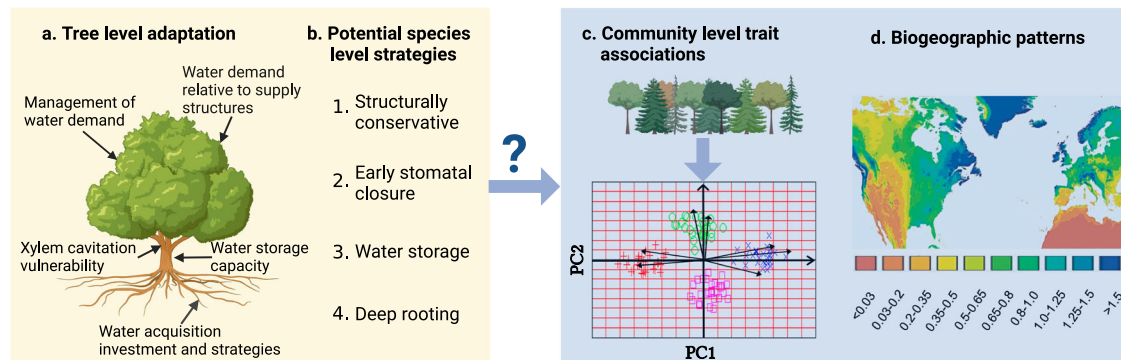 a. Tree level adaptation
Water demand
relative to supply
structures
Management of
water demand
Xylem cavitation
vulnerability
Water storage
capacity
Water acquisition
investment and strategies
b. Potential species
level strategies
1. Structurally
conservative
2. Early stomatal
closure
3. Water storage
4. Deep rooting
?
c. Community level trait
associations
PC2
PC1
d. Biogeographic patterns
<0.03
0.03-0.2
0.2-0.35
0.35-0.5
0.5-0.65
0.65-0.8
0.8-1.0
1.0-1.25
1.25-1.5
>1.5